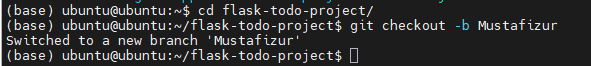 (base) ubuntu@ubuntu:~$ cd flask-todo-project/
(base) ubuntu@ubuntu:~/flask-todo-project$ git checkout -b Mustafizur
Switched to a new branch 'Mustafizur'
(base) ubuntu@ubuntu:~/flask-todo-project$